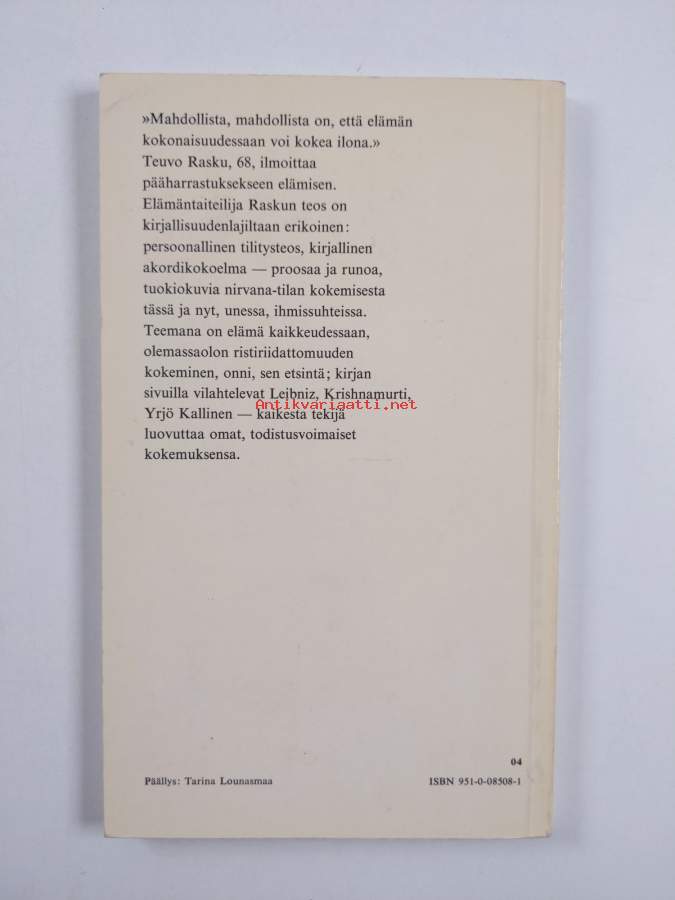 »Mahdollista, mahdollista on, että elämän
kokonaisuudessaan voi kokea ilona.»
Teuvo Rasku, 68, ilmoittaa
pääharrastuksekseen elämisen.
Elämäntaiteilija Raskun teos on
kirjallisuudenlajiltaan erikoinen:
persoonallinen tilitysteos, kirjallinen
akordikokoelma — proosaa ja runoa,
tuokiokuvia nirvana-tilan kokemisesta
tässä ja nyt, unessa, ihmissuhteissa.
Teemana on elämä kaikkeudessaan,
olemassaolon ristiriidattomuuden
kokeminen, onni, sen etsintä; kirjan
sivuilla vilahtelevat Leibniz, Krishnamurti,
Antikvariaatti.net
Yrjö Kallinen — kaikesta tekijä
luovuttaa omat, todistusvoimaiset
kokemuksensa.
04
Päällys: Tarina Lounasmaa
ISBN 951-0-08508-1